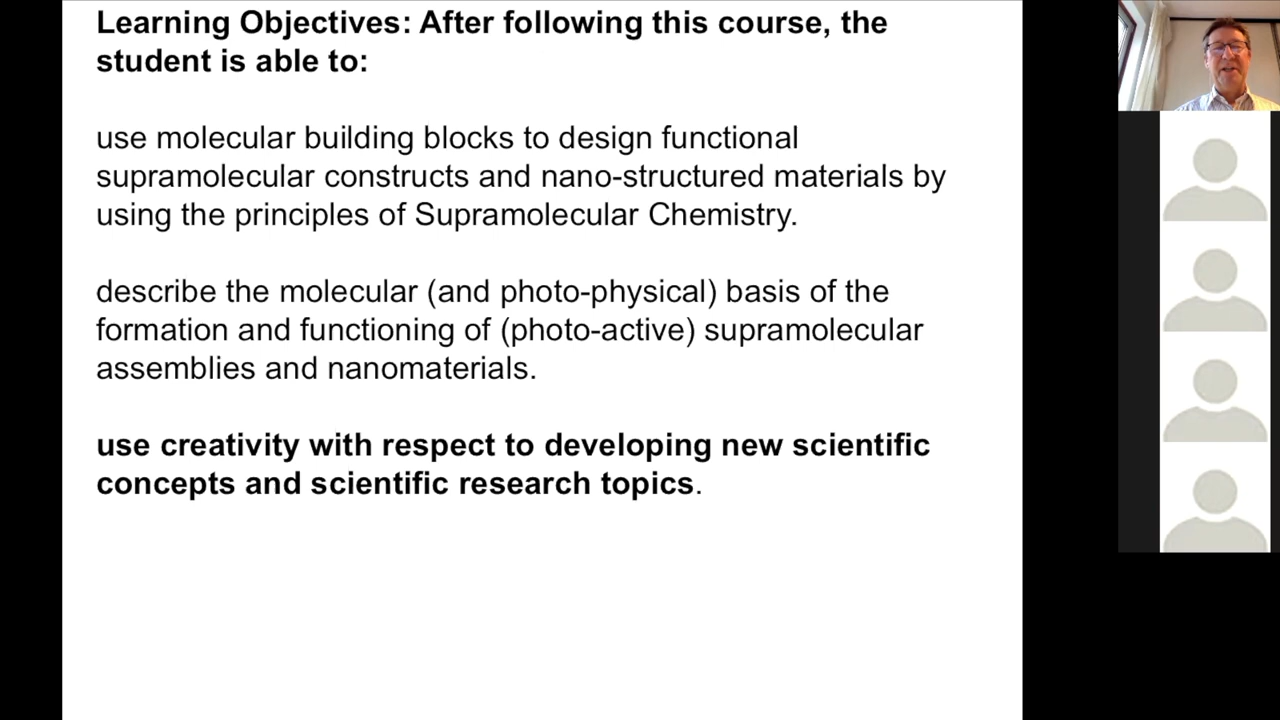 Learning Objectives: After following this course, the
student is able to:
use molecular building blocks to design functional
supramolecular constructs and nano-structured materials by
using the principles of Supramolecular Chemistry.
describe the molecular (and photo-physical) basis of the
formation and functioning of (photo-active) supramolecular
assemblies and nanomaterials.
use creativity with respect to developing new scientific
concepts and scientific research topics.